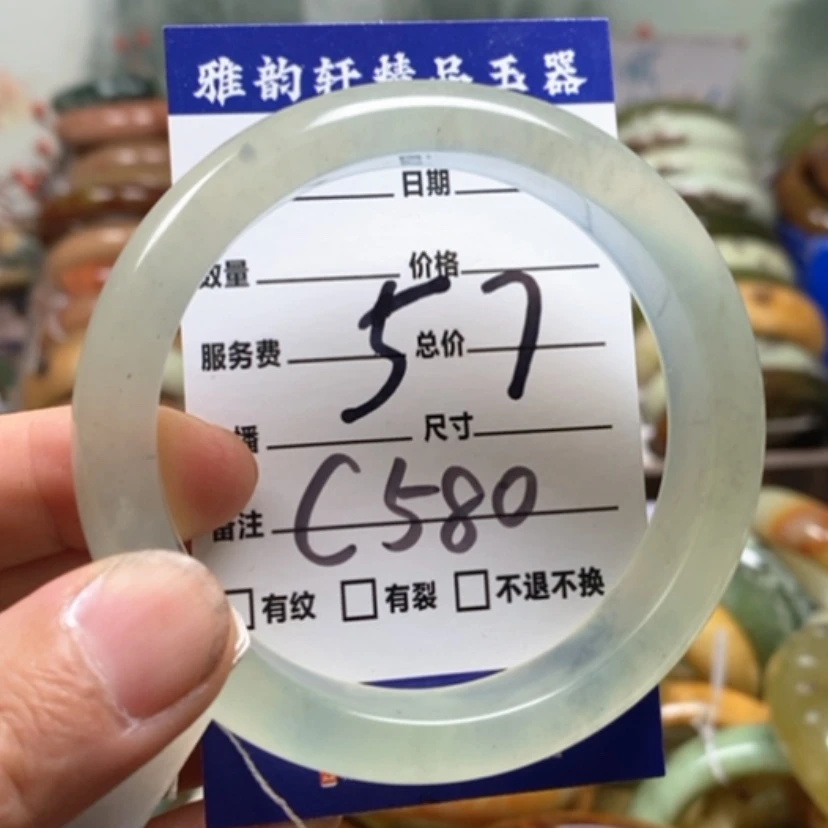 雅韵轩精品玉器
日期
数量 价格
57
服务费 总价
播 尺寸
C580
备注
有纹 有裂 不退不换